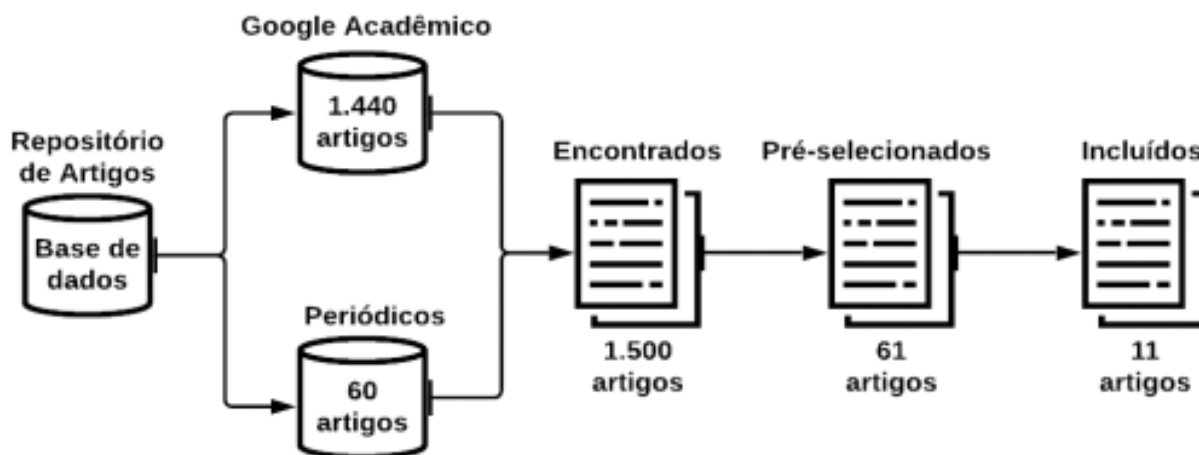 Google Acadêmico
1.440
artigos
Repositório
de Artigos
Base de
dados
Periódicos
60
artigos
Encontrados
1.500
artigos
Pré-selecionados
61
artigos
Incluídos
11
artigos